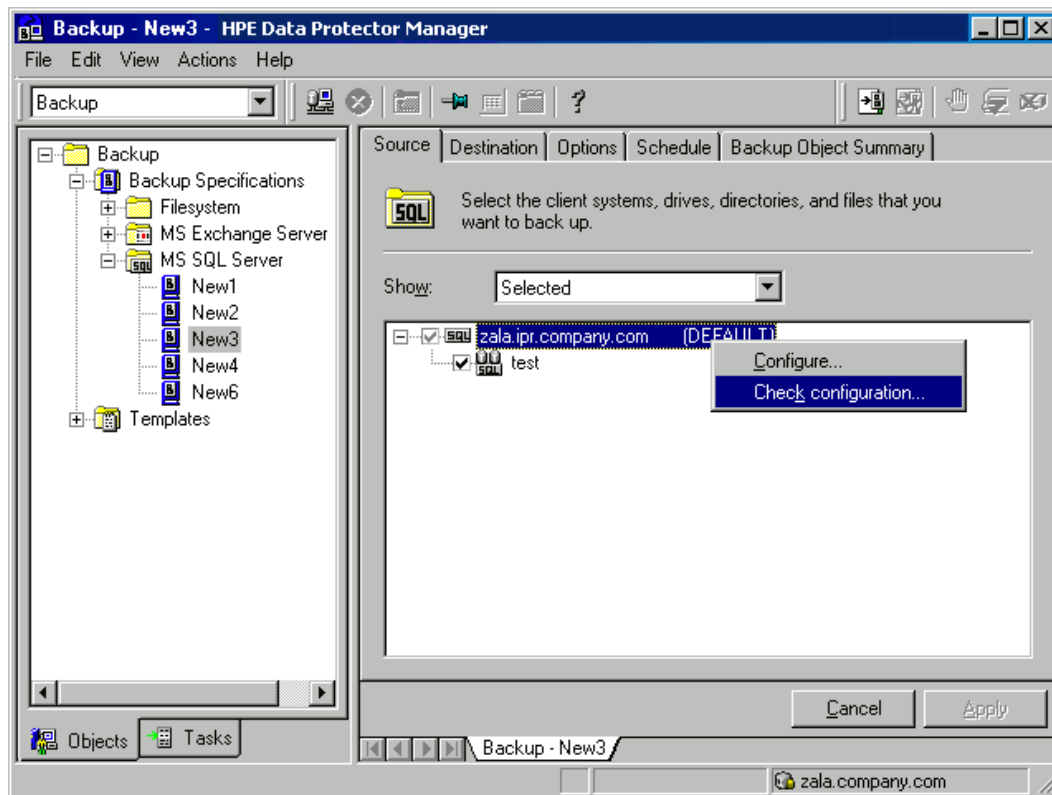 Backup - New3 - HPE Data Protector Manager
File Edit View Actions Help
Backup
Source Destination Options Schedule Backup Object Summary
Backup
Backup Specifications
Filesystem
MS Exchange Server
MS SQL Server
New1
New2
New3
New4
New6
Templates
SQL
Select the client systems, drives, directories, and files that you
want to back up.
Show: Selected
SQL zala.ipr.company.com (DEFAULT)
SQL test
Configure...
Check configuration...
Cancel Apply
Objects Tasks
Backup - New3
zala.company.com